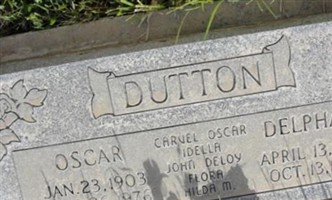 DUTTON
OSCAR
JAN. 23, 1903
CARVEL OSCAR
IDELLA
JOHN DELOY
FLORA
HILDA M.
DELPHA
APRIL 13,
OCT. 13,